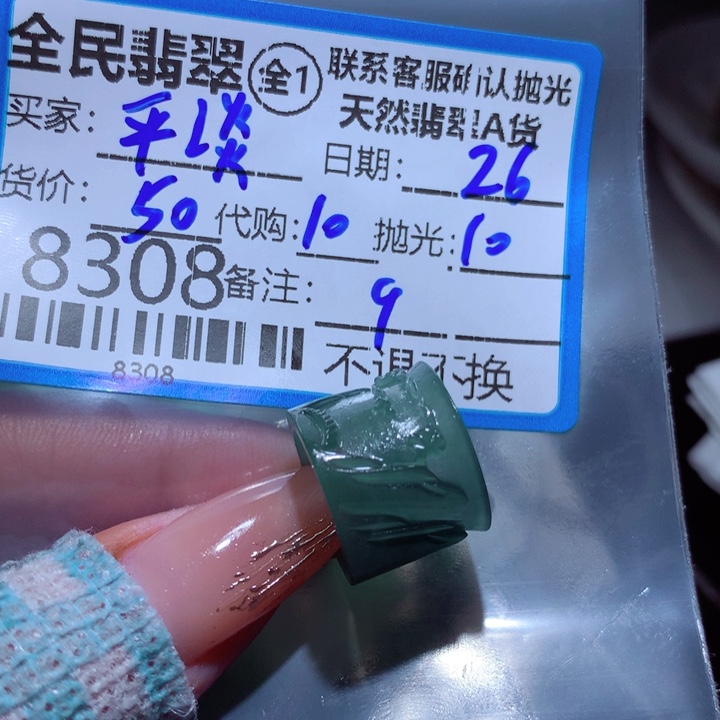 全民翡翠 全1 联系客服确认抛光
天然翡翠A货
买家: 平淡 日期: 26
货价: 50 代购: 10 抛光: 10
8308 备注: 9
8308 不退不换